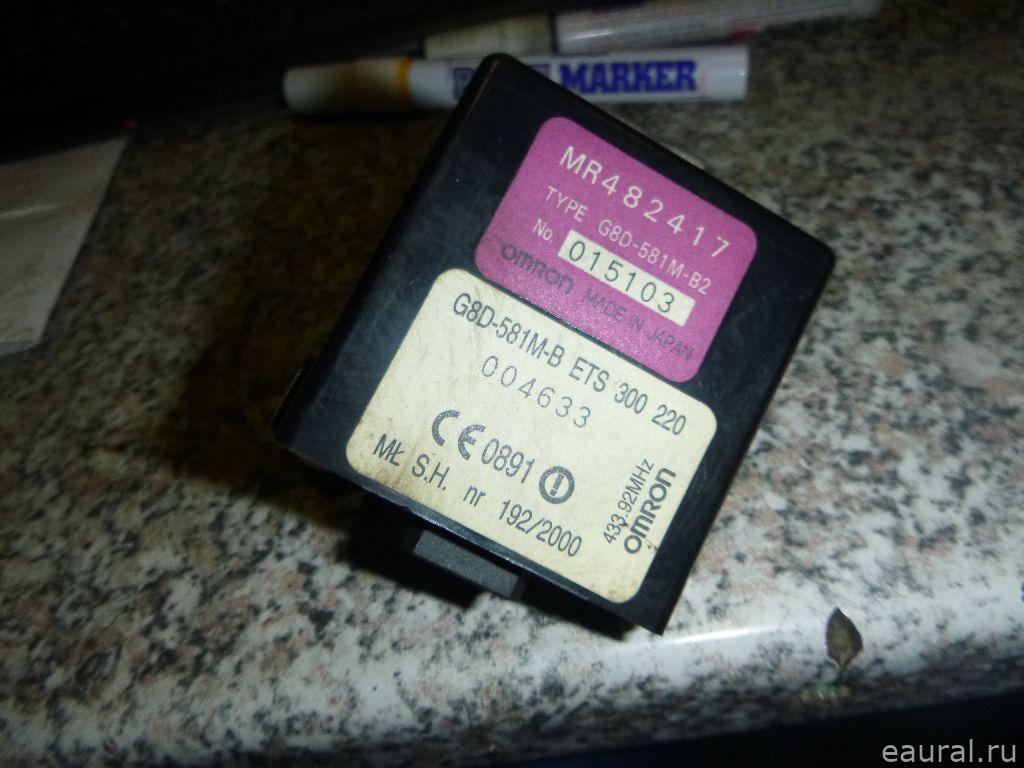 MARKER
MR482417
TYPE G8D-581M-B2
No. 015103
OMRON MADE IN JAPAN
G8D-581M-B ETS 300 220
004633
CE 0891
MŁ S.H. nr 192/2000
433.92MHz
OMRON
eaural.ru